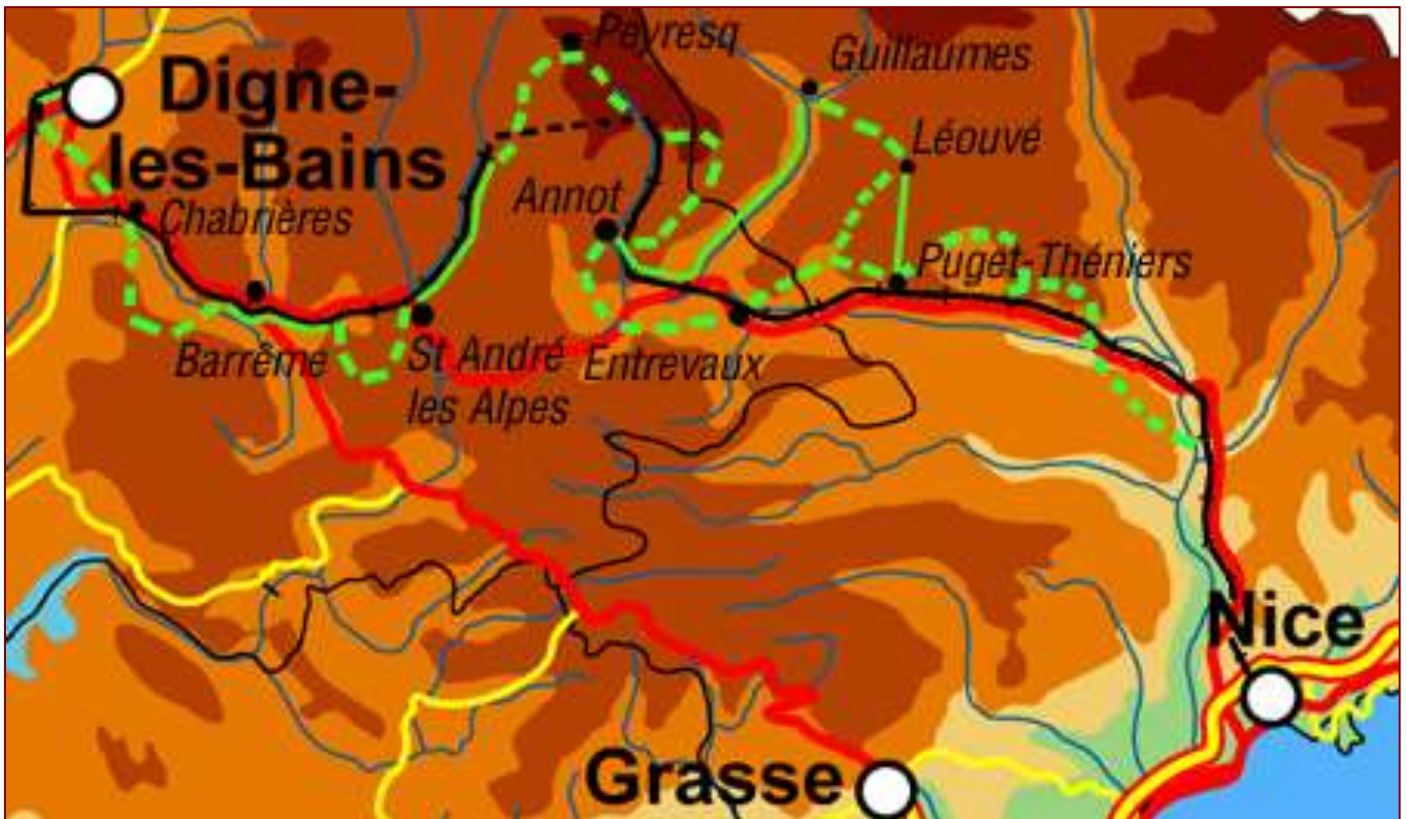 Peyresq
Guillaumes
Digne-
les-Bains
Léouvé
Annot
Chabrières
Puget-Théniers
Barrême
St André
les Alpes
Entrevaux
Nice
Grasse